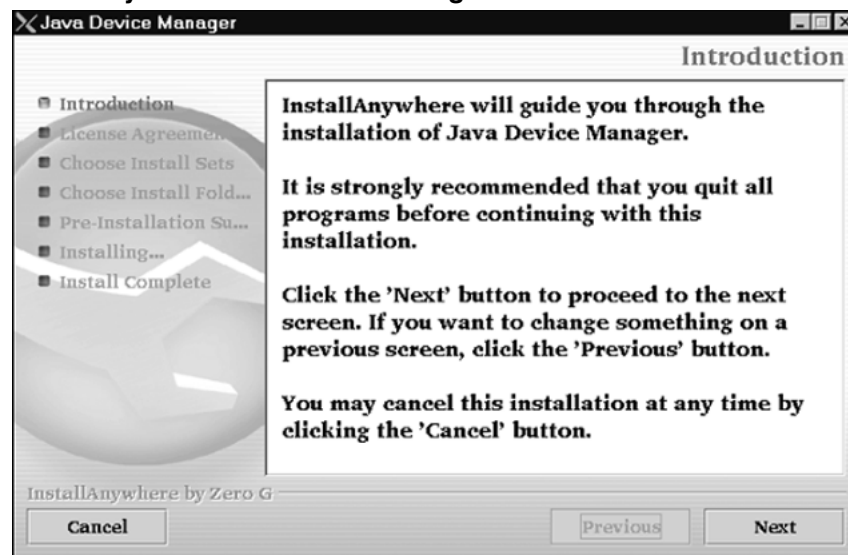 Java Device Manager
Introduction
Introduction
License Agreemen...
Choose Install Sets
Choose Install Fold...
Pre-Installation Su...
Installing...
Install Complete
InstallAnywhere will guide you through the
installation of Java Device Manager.
It is strongly recommended that you quit all
programs before continuing with this
installation.
Click the 'Next' button to proceed to the next
screen. If you want to change something on a
previous screen, click the 'Previous' button.
You may cancel this installation at any time by
clicking the 'Cancel' button.
InstallAnywhere by Zero G
Cancel
Previous
Next